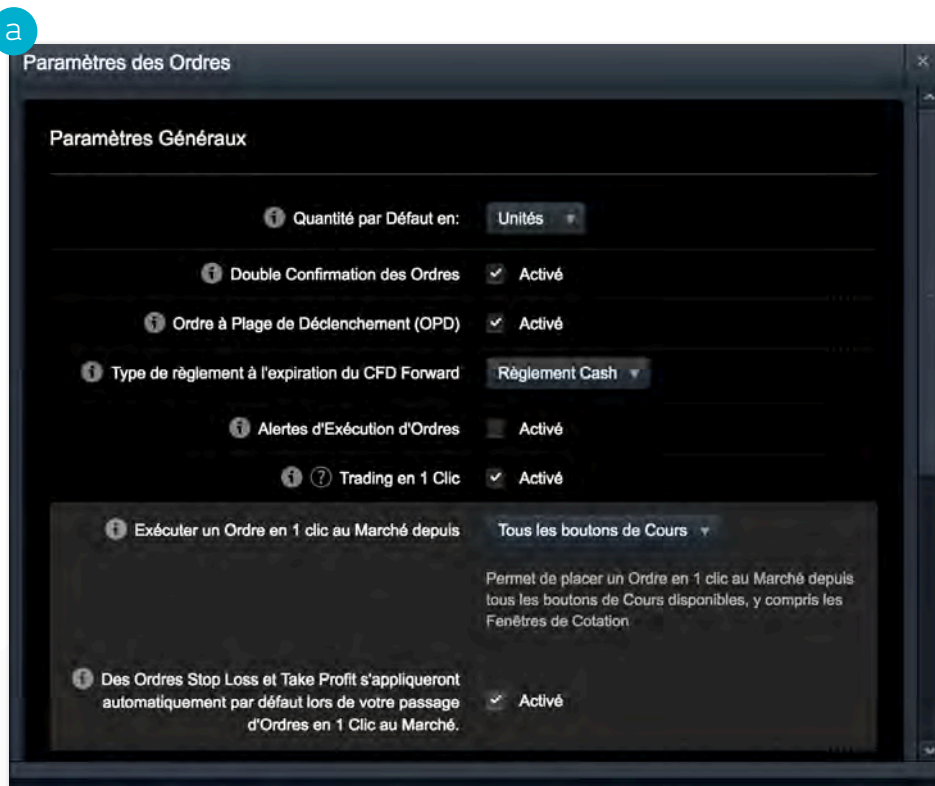 a
Paramètres des Ordres
Paramètres Généraux
Quantité par Défaut en: Unités
Double Confirmation des Ordres Activé
Ordre à Plage de Déclenchement (OPD) Activé
Type de règlement à l'expiration du CFD Forward Règlement Cash
Alertes d'Exécution d'Ordres Activé
? Trading en 1 Clic Activé
Exécuter un Ordre en 1 clic au Marché depuis Tous les boutons de Cours
Permet de placer un Ordre en 1 clic au Marché depuis
tous les boutons de Cours disponibles, y compris les
Fenêtres de Cotation
Des Ordres Stop Loss et Take Profit s'appliqueront
automatiquement par défaut lors de votre passage Activé
d'Ordres en 1 Clic au Marché.